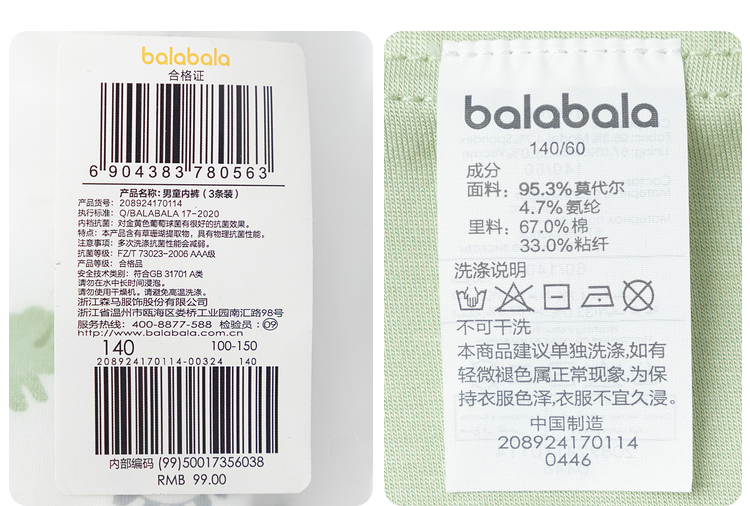 balabala
合格证
6 904383 780563
产品名称: 男童内裤（3条装）
产品货号: 208924170114
执行标准: Q/BALABALA 17-2020
内裆抗菌: 对金黄色葡萄球菌有很好的抗菌效果。
特点: 本产品含有草珊瑚提取物，具有物理抗菌性能。
注意事项: 多次洗涤抗菌性能会减弱。
抗菌等级: FZ/T 73023-2006 AAA级
产品等级: 合格品
安全技术类别: 符合GB 31701 A类
请勿在水中长时间浸泡。
请勿使用干燥机。请避免高温洗涤。
浙江森马服饰股份有限公司
浙江省温州市瓯海区娄桥工业园南汇路98号
服务热线: 400-8877-588 检验员: 09
http://www.balabala.com.cn
140 100-150
208924170114-00324 140
内部编码 (99)50017356038
RMB 99.00
balabala
140/60
成分
面料: 95.3%莫代尔
4.7%氨纶
里料: 67.0%棉
33.0%粘纤
洗涤说明
不可干洗
本商品建议单独洗涤,如有
轻微褪色属正常现象,为保
持衣服色泽,衣服不宜久浸。
中国制造
208924170114
0446